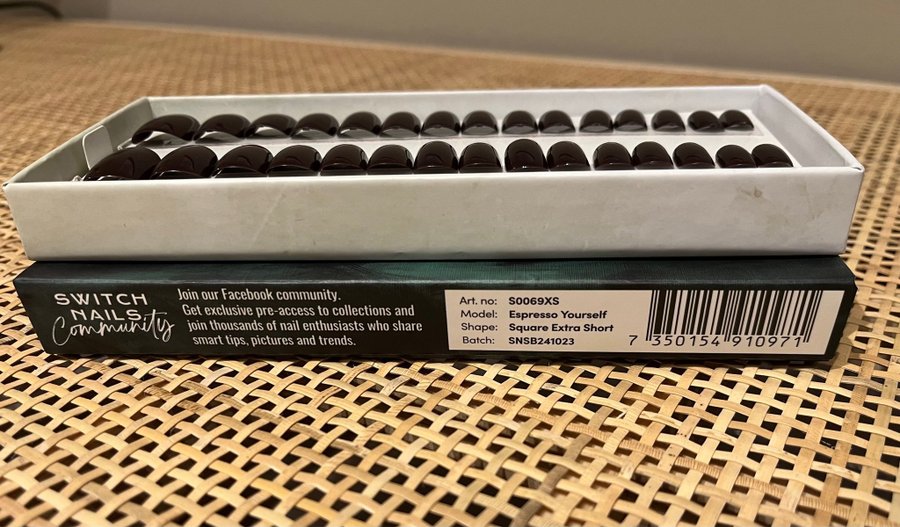 SWITCH
NAILS
Community
Join our Facebook community.
Get exclusive pre-access to collections and
join thousands of nail enthusiasts who share
smart tips, pictures and trends.
Art. no: S0069XS
Model: Espresso Yourself
Shape: Square Extra Short
Batch: SNSB241023
7 350154 910971